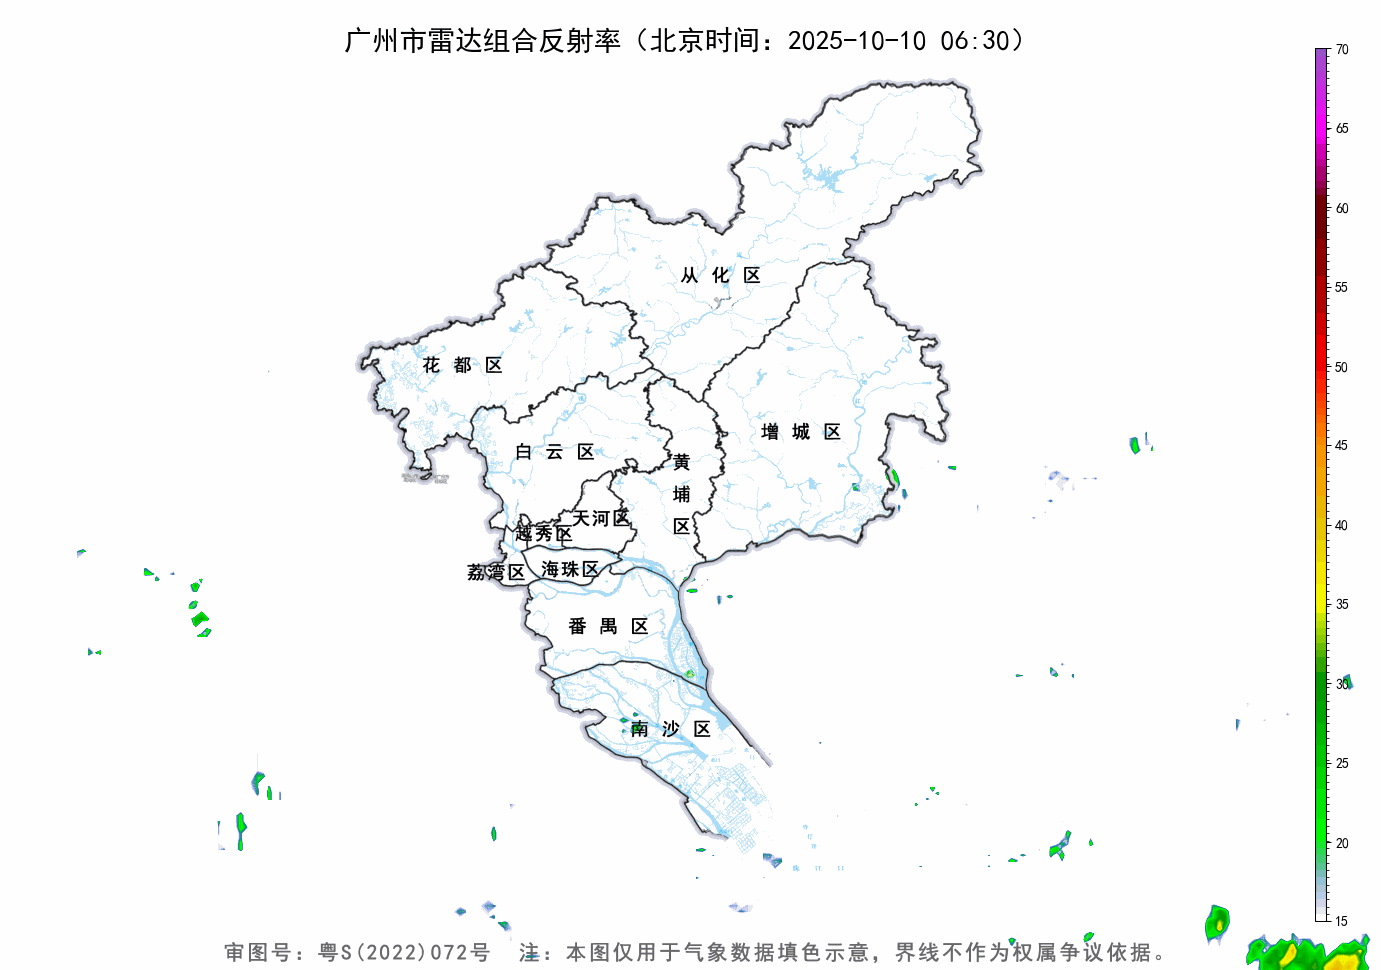 广州市雷达组合反射率（北京时间：2025-10-10 06:30）
70
65
60
55
50
45
40
35
30
25
20
15
从化区
花都区
增城区
白云区
黄埔区
天河区
越秀区
荔湾区
海珠区
番禺区
南沙区
审图号：粤S(2022)072号 注：本图仅用于气象数据填色示意，界线不作为权属争议依据。